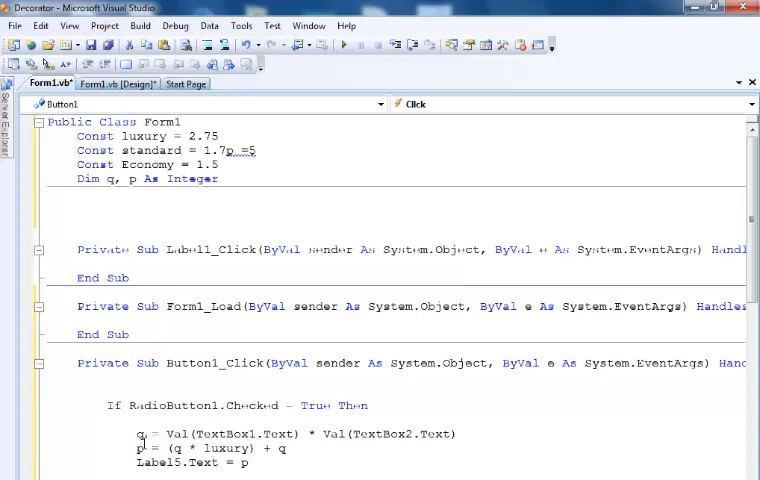 Decorator - Microsoft Visual Studio
File Edit View Project Build Debug Data Tools Test Window Help
Form1.vb* Form1.vb [Design]* Start Page
Server Explorer
Button1 Click
Public Class Form1
Const luxury = 2.75
Const standard = 1.7p =5
Const Economy = 1.5
Dim q, p As Integer
Private Sub Label1_Click(ByVal sender As System.Object, ByVal e As System.EventArgs) Handles
End Sub
Private Sub Form1_Load(ByVal sender As System.Object, ByVal e As System.EventArgs) Handles
End Sub
Private Sub Button1_Click(ByVal sender As System.Object, ByVal e As System.EventArgs) Hand
If RadioButton1.Checked = True Then
q = Val(TextBox1.Text) * Val(TextBox2.Text)
p = (q * luxury) + q
Label5.Text = p